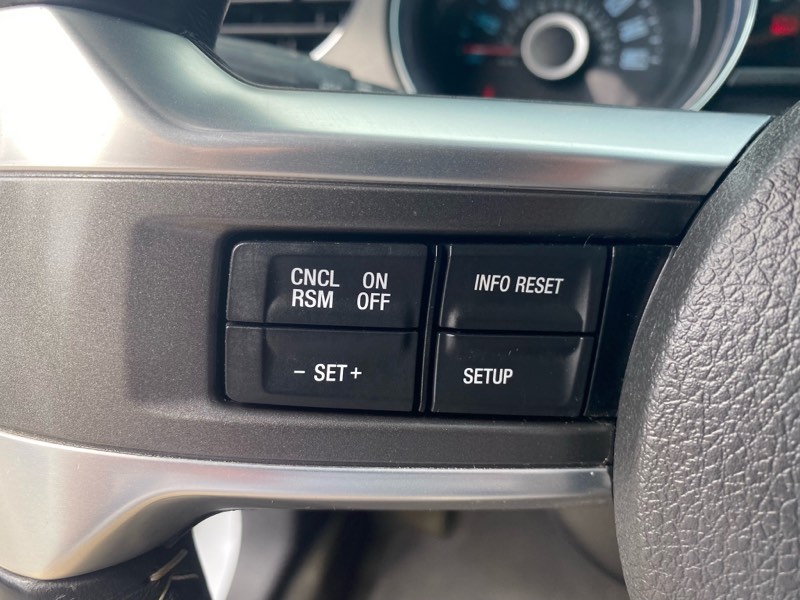 CNCL ON
RSM OFF
INFO RESET
- SET +
SETUP